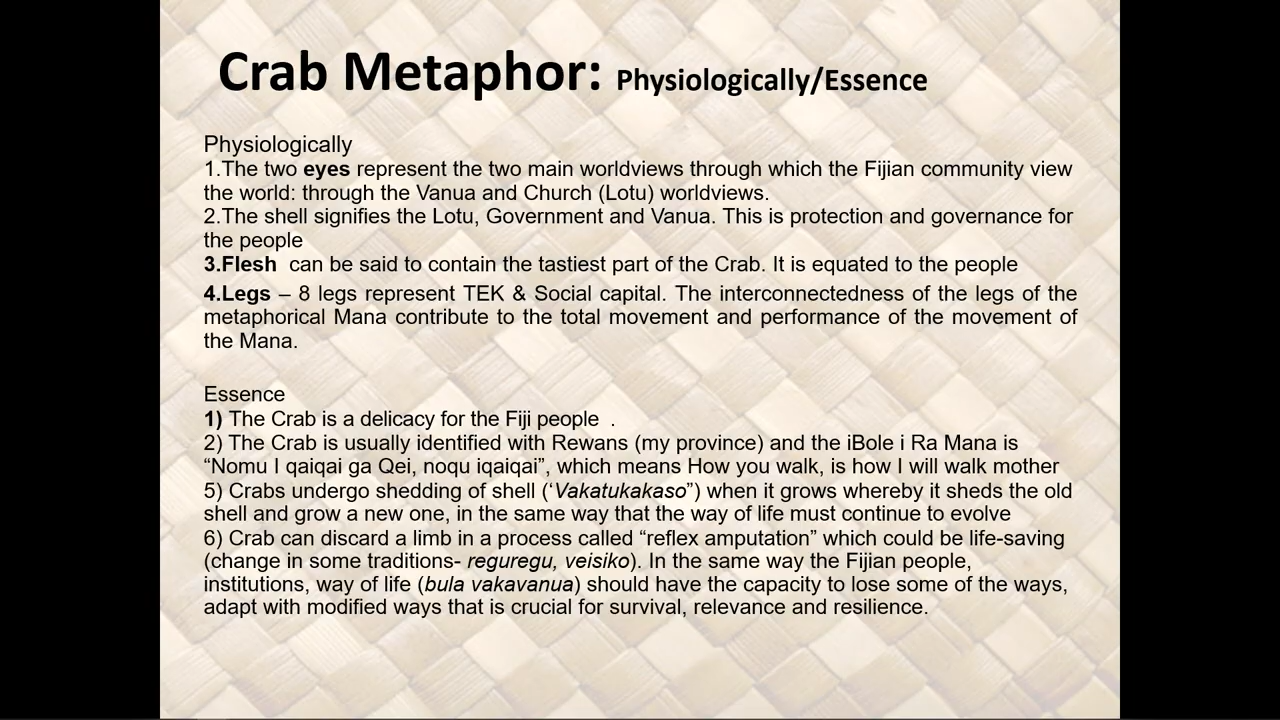 Crab Metaphor: Physiologically/Essence
Physiologically
1.The two eyes represent the two main worldviews through which the Fijian community view
the world: through the Vanua and Church (Lotu) worldviews.
2.The shell signifies the Lotu, Government and Vanua. This is protection and governance for
the people
3.Flesh can be said to contain the tastiest part of the Crab. It is equated to the people
4.Legs – 8 legs represent TEK & Social capital. The interconnectedness of the legs of the
metaphorical Mana contribute to the total movement and performance of the movement of
the Mana.
Essence
1) The Crab is a delicacy for the Fiji people .
2) The Crab is usually identified with Rewans (my province) and the iBole i Ra Mana is
“Nomu I qaiqai ga Qei, noqu iqaiqai”, which means How you walk, is how I will walk mother
5) Crabs undergo shedding of shell (‘Vakatukakaso”) when it grows whereby it sheds the old
shell and grow a new one, in the same way that the way of life must continue to evolve
6) Crab can discard a limb in a process called “reflex amputation” which could be life-saving
(change in some traditions- reguregu, veisiko). In the same way the Fijian people,
institutions, way of life (bula vakavanua) should have the capacity to lose some of the ways,
adapt with modified ways that is crucial for survival, relevance and resilience.